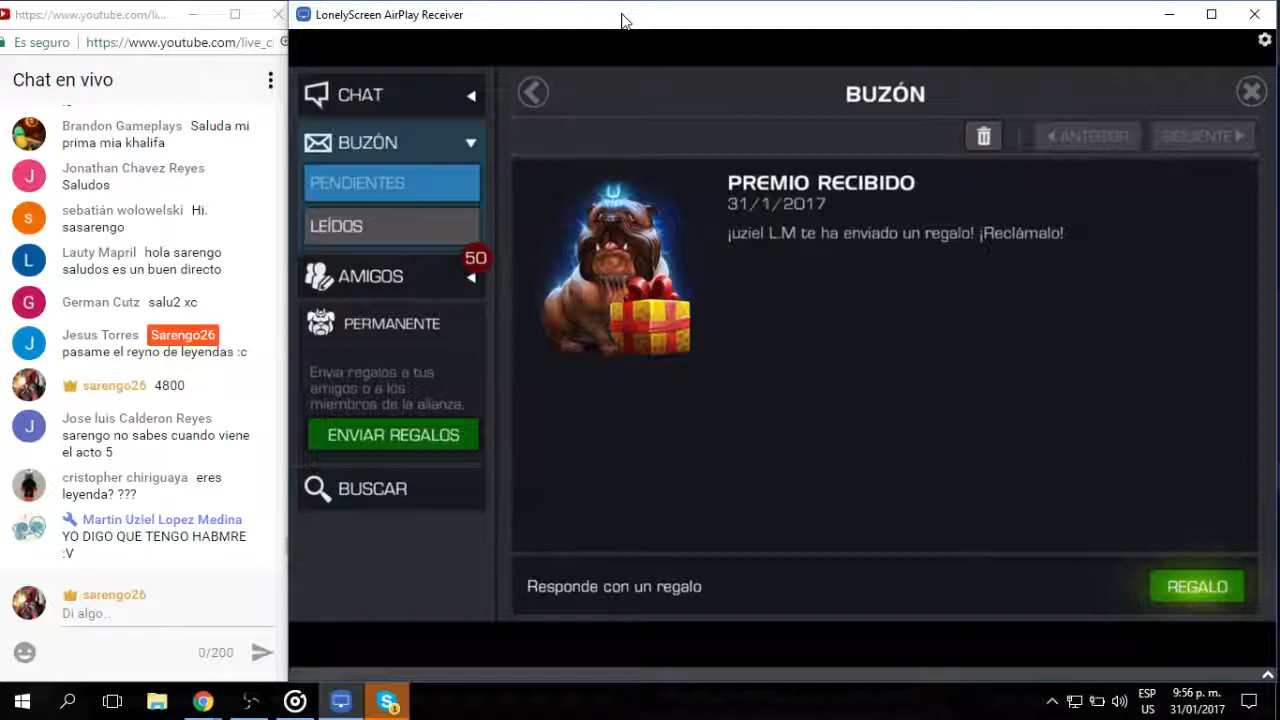 https://www.youtube.com/li...
Es seguro
https://www.youtube.com/live_c
Chat en vivo
Brandon Gameplays Saluda mi
prima mia khalifa
J
Jonathan Chavez Reyes
Saludos
s
sebatián wolowelski Hi.
sasarengo
L
Lauty Mapril hola sarengo
saludos es un buen directo
G
German Cutz salu2 xc
J
Jesus Torres Sarengo26
pasame el reyno de leyendas :c
sarengo26 4800
J
Jose luis Calderon Reyes
sarengo no sabes cuando viene
el acto 5
cristopher chiriguaya eres
leyenda? ???
Martin Uziel Lopez Medina
YO DIGO QUE TENGO HABMRE
:V
sarengo26
Di algo..
0/200
LonelyScreen AirPlay Receiver
CHAT
BUZÓN
PENDIENTES
LEÍDOS
50
AMIGOS
PERMANENTE
Envia regalos a tus
amigos o a los
miembros de la alianza.
ENVIAR REGALOS
BUSCAR
BUZÓN
ANTERIOR
SIGUIENTE
PREMIO RECIBIDO
31/1/2017
¡uziel L.M te ha enviado un regalo! ¡Reclámalo!
Responde con un regalo
REGALO
ESP
US
9:56 p. m.
31/01/2017